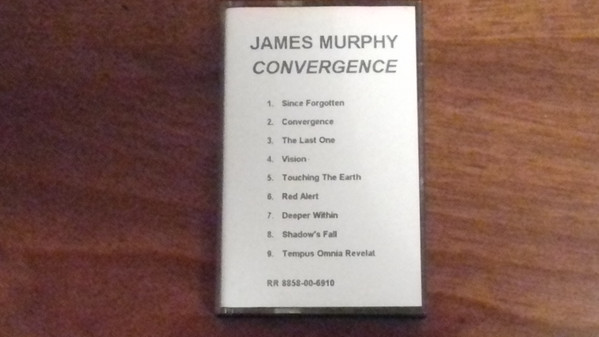 JAMES MURPHY
CONVERGENCE
1. Since Forgotten
2. Convergence
3. The Last One
4. Vision
5. Touching The Earth
6. Red Alert
7. Deeper Within
8. Shadow's Fall
9. Tempus Omnia Revelat
RR 8858-00-6910